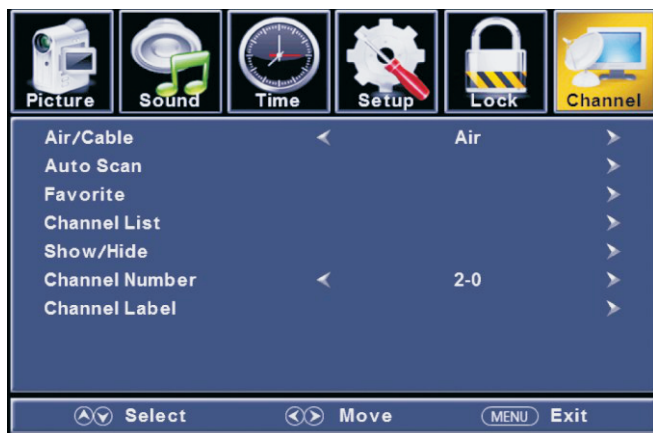 Picture Sound Time Setup Lock Channel
Air/Cable Air
Auto Scan
Favorite
Channel List
Show/Hide
Channel Number 2-0
Channel Label
Select Move MENU Exit